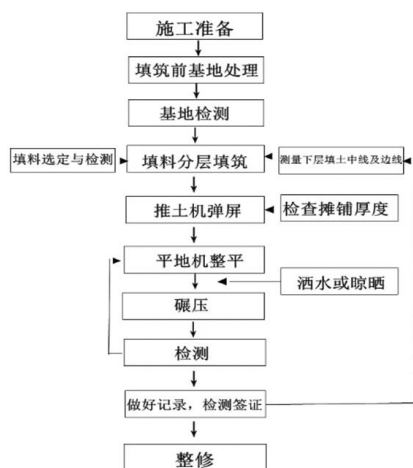 施工准备
填筑前基地处理
基地检测
填料选定与检测
填料分层填筑
测量下层填土中线及边线
推土机弹屏
检查摊铺厚度
平地机整平
洒水或晾晒
碾压
检测
做好记录，检测签证
整修